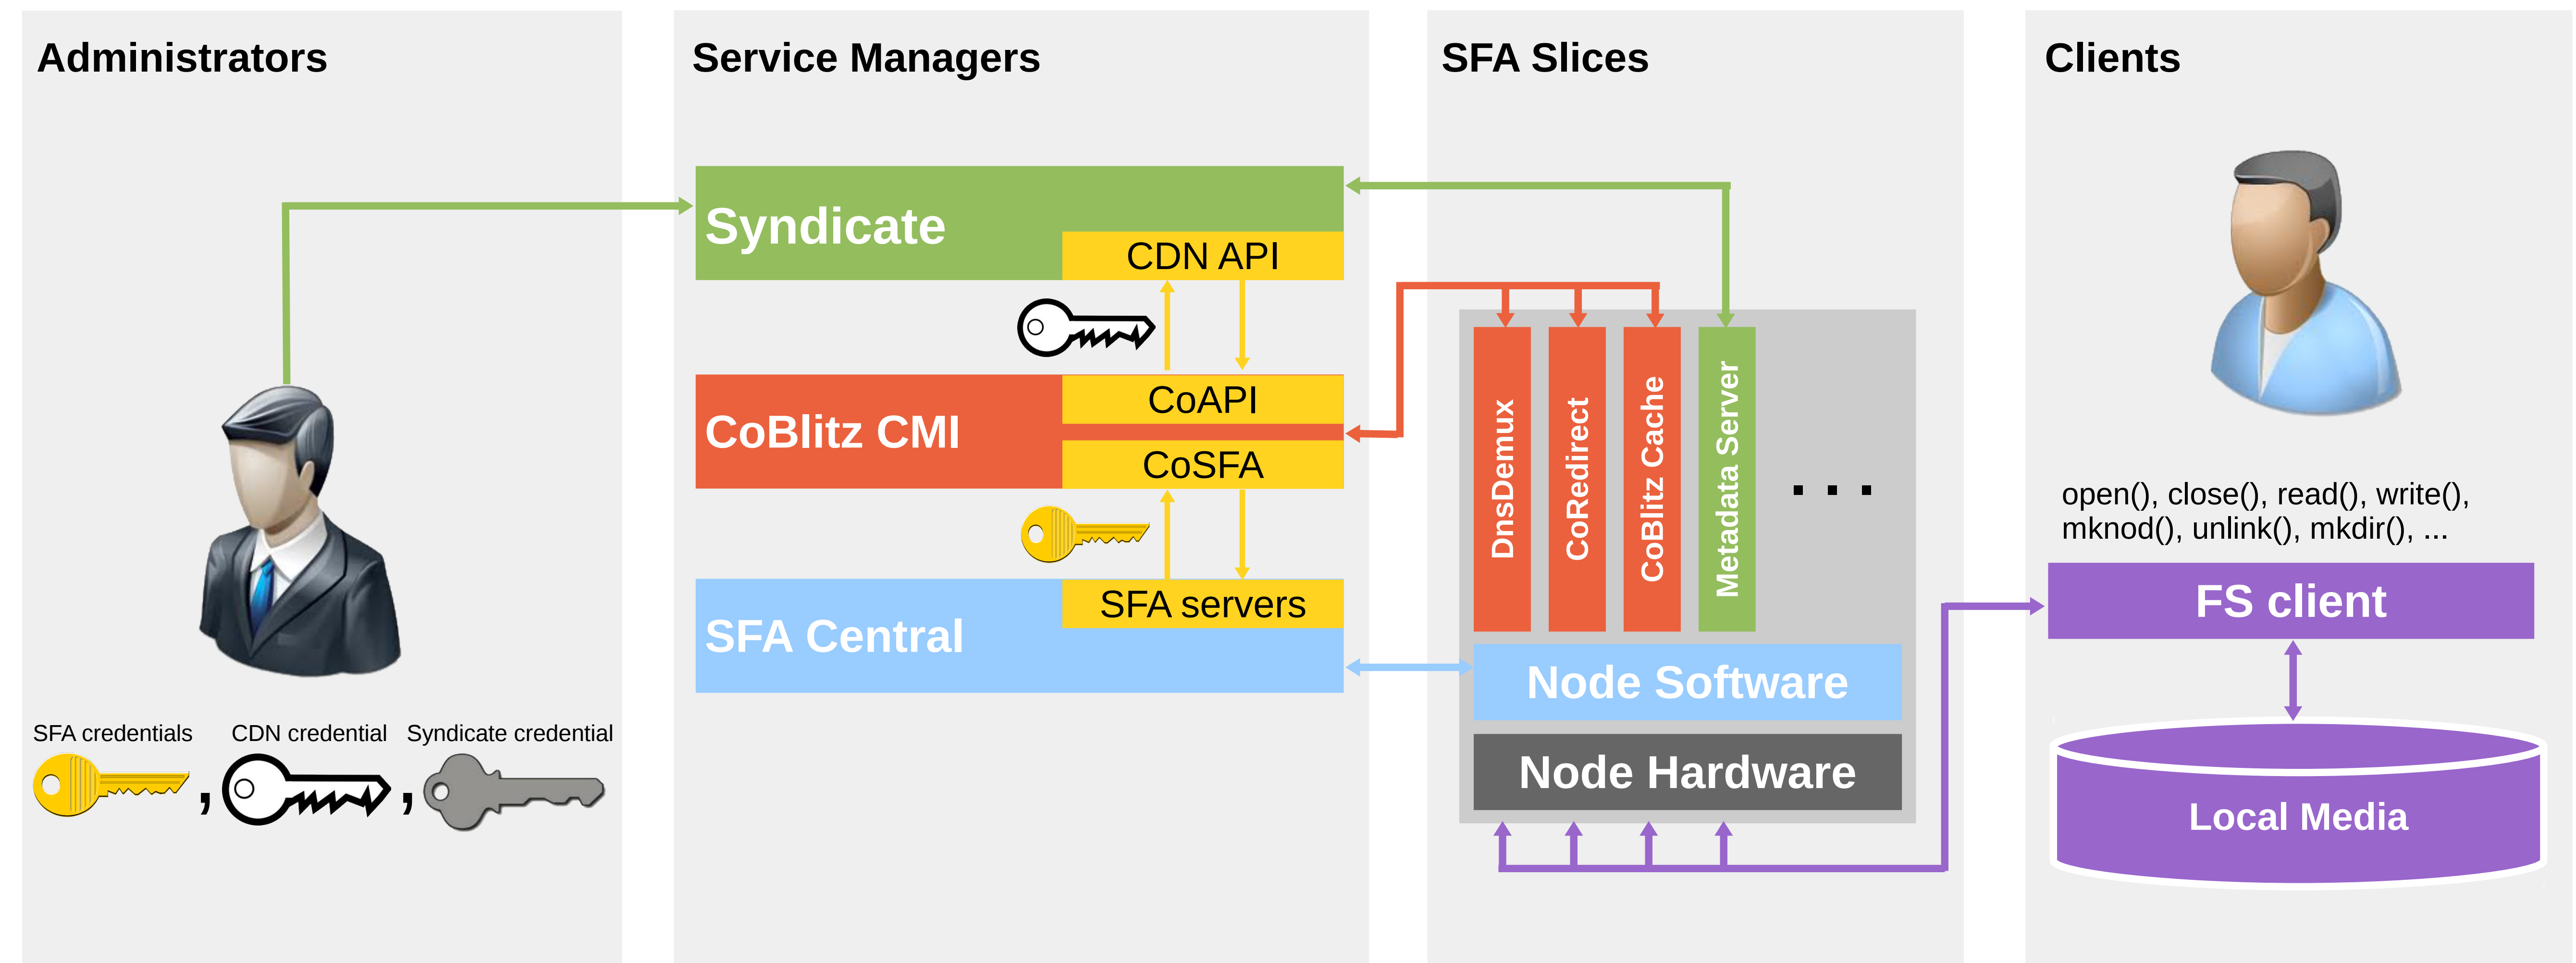 Administrators
SFA credentials
,
CDN credential
,
Syndicate credential
Service Managers
Syndicate
CDN API
CoBlitz CMI
CoAPI
CoSFA
SFA Central
SFA servers
SFA Slices
DnsDemux
CoRedirect
CoBlitz Cache
Metadata Server
. . .
Node Software
Node Hardware
Clients
open(), close(), read(), write(),
mknod(), unlink(), mkdir(), ...
FS client
Local Media